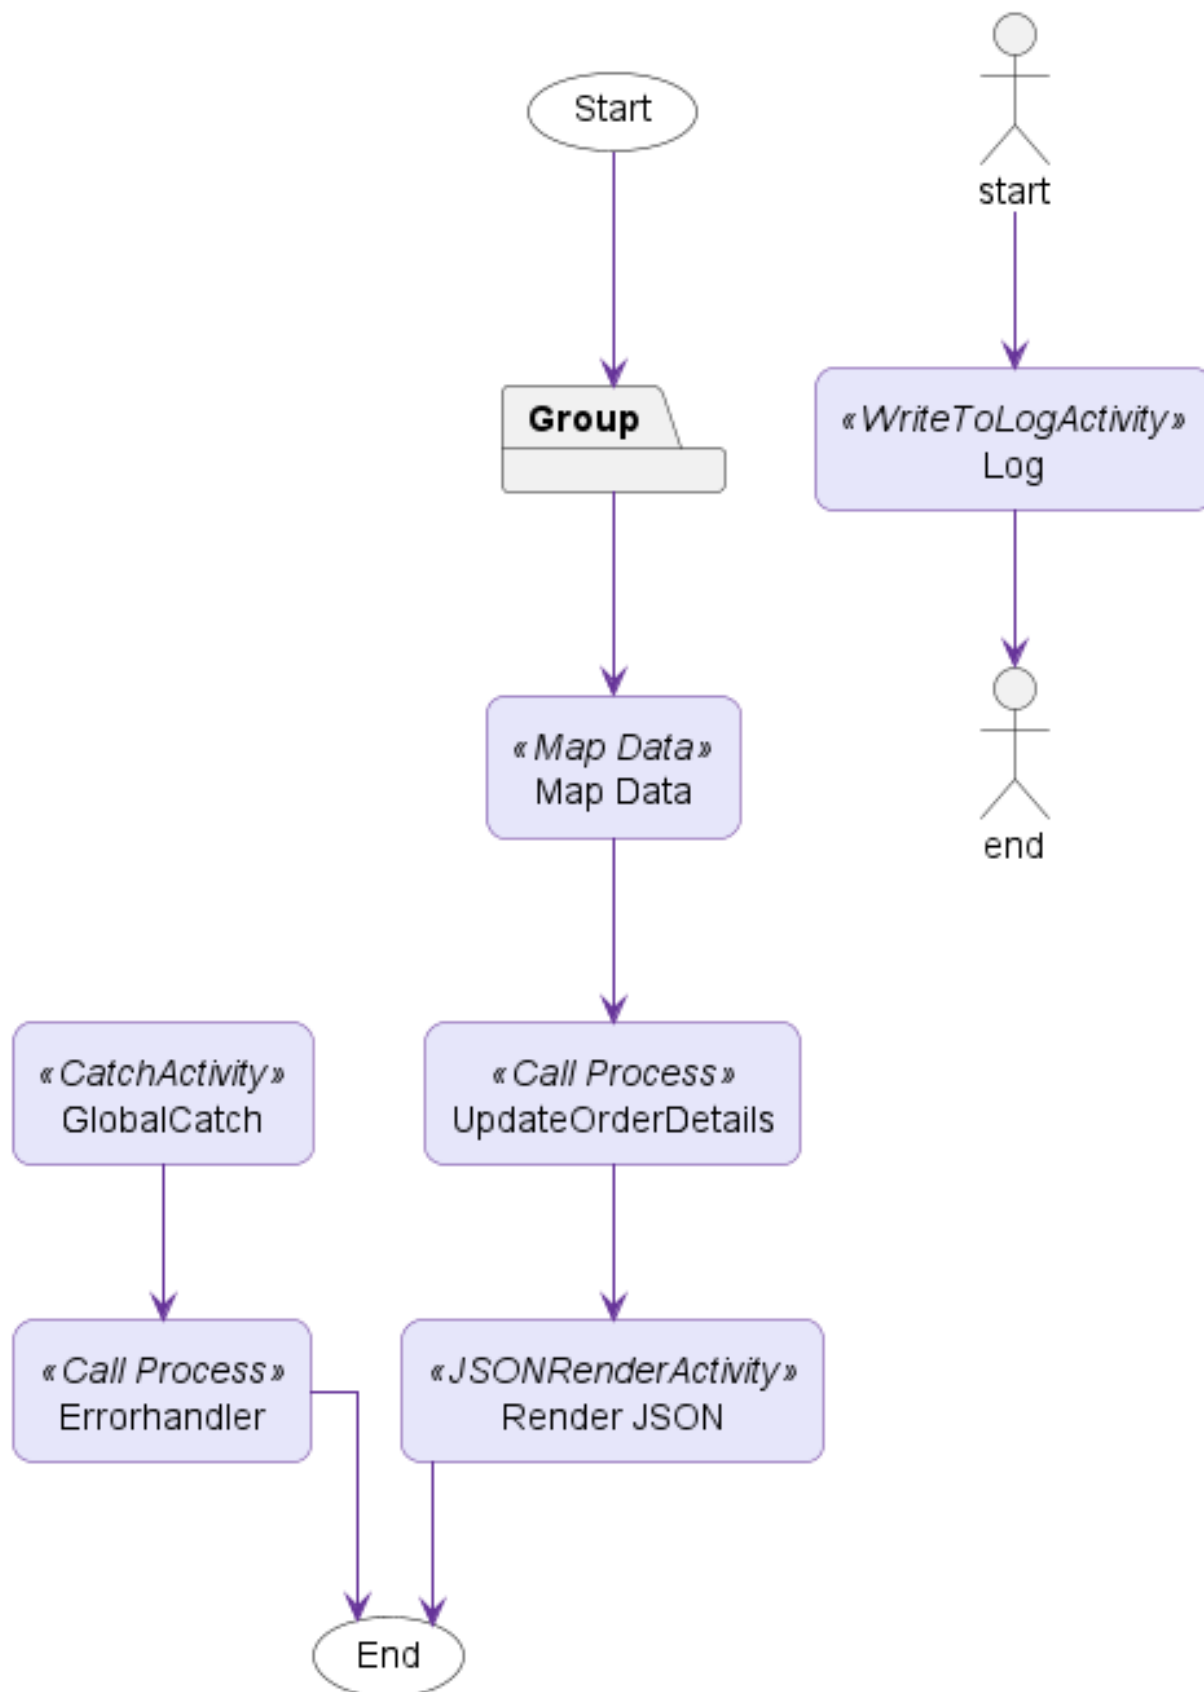 Start
start
Group
«WriteToLogActivity»
Log
«Map Data»
Map Data
end
«CatchActivity»
GlobalCatch
«Call Process»
UpdateOrderDetails
«Call Process»
Errorhandler
«JSONRenderActivity»
Render JSON
End